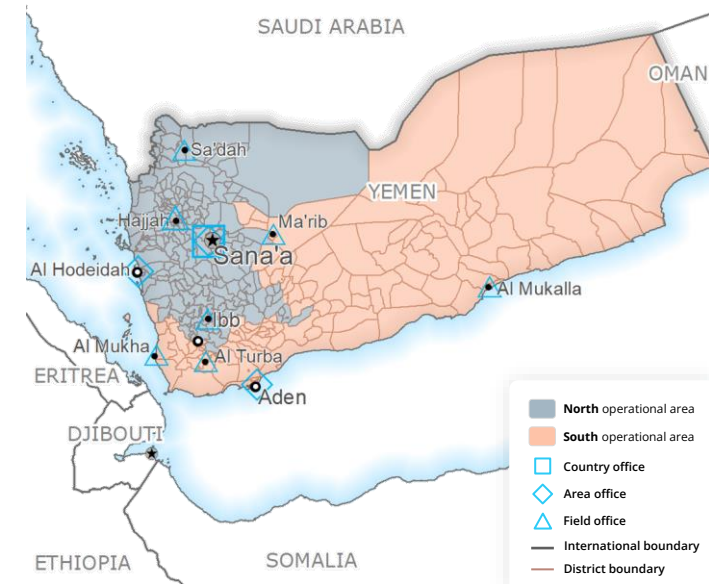 SAUDI ARABIA
OMAN
Sa'dah
YEMEN
Hajjah
Ma'rib
Sana'a
Al Hodeidah
Al Mukalla
Ibb
Al Mukha
Al Turba
ERITREA
Aden
DJIBOUTI
ETHIOPIA
SOMALIA
North operational area
South operational area
Country office
Area office
Field office
International boundary
District boundary